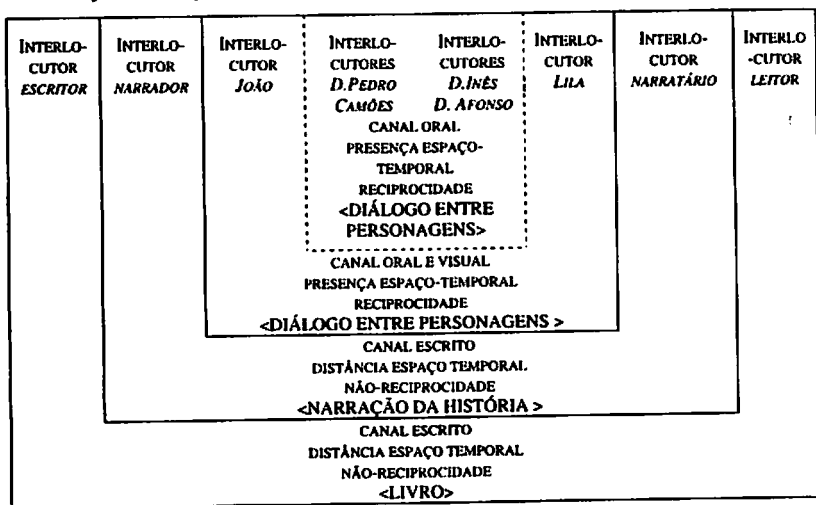 INTERLO-
CUTOR
ESCRITOR
INTERLO-
CUTOR
NARRADOR
INTERLO-
CUTOR
JOÃO
INTERLO-
CUTORES
D.PEDRO
CAMÕES
INTERLO-
CUTORES
D.INÊS
D. AFONSO
INTERLO-
CUTOR
LILA
INTERLO-
CUTOR
NARRATÁRIO
INTERLO
-CUTOR
LEITOR
CANAL ORAL
PRESENÇA ESPAÇO-
TEMPORAL
RECIPROCIDADE
<DIÁLOGO ENTRE
PERSONAGENS>
CANAL ORAL E VISUAL
PRESENÇA ESPAÇO-TEMPORAL
RECIPROCIDADE
<DIÁLOGO ENTRE PERSONAGENS >
CANAL ESCRITO
DISTÂNCIA ESPAÇO TEMPORAL
NÃO-RECIPROCIDADE
<NARRAÇÃO DA HISTÓRIA >
CANAL ESCRITO
DISTÂNCIA ESPAÇO TEMPORAL
NÃO-RECIPROCIDADE
<LIVRO>